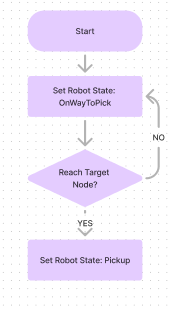 Start
Set Robot State:
OnWayToPick
NO
Reach Target
Node?
YES
Set Robot State: Pickup